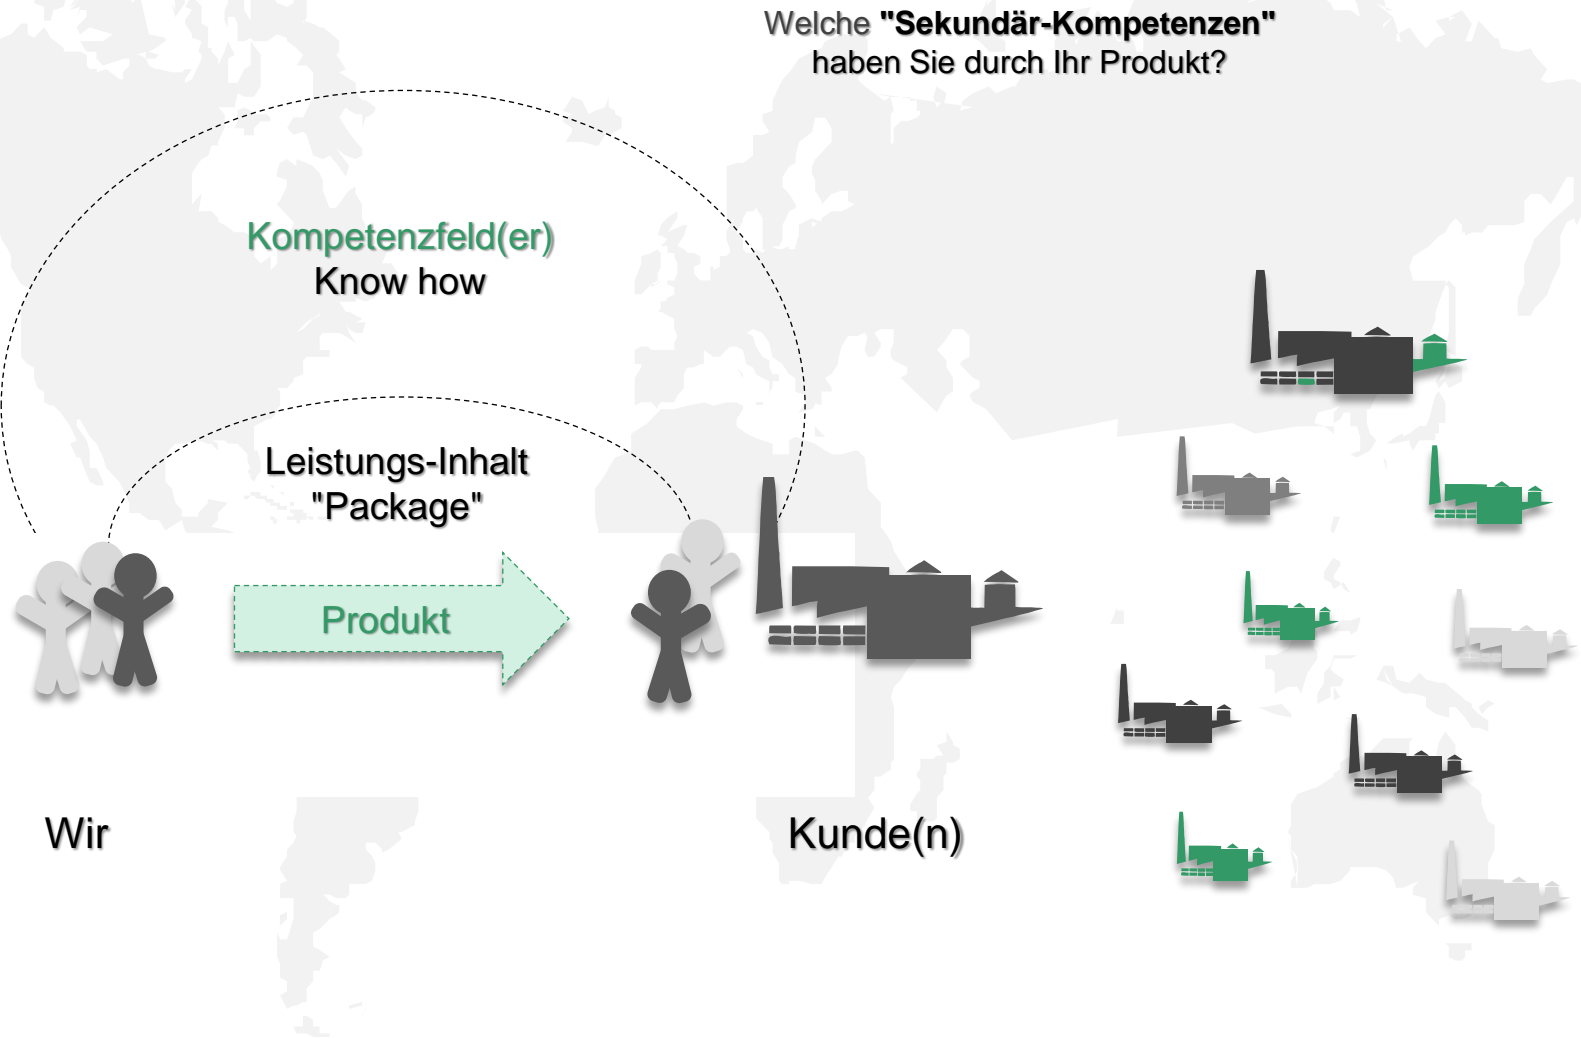 Welche "Sekundär-Kompetenzen"
haben Sie durch Ihr Produkt?
Kompetenzfeld(er)
Know how
Leistungs-Inhalt
"Package"
Produkt
Wir
Kunde(n)